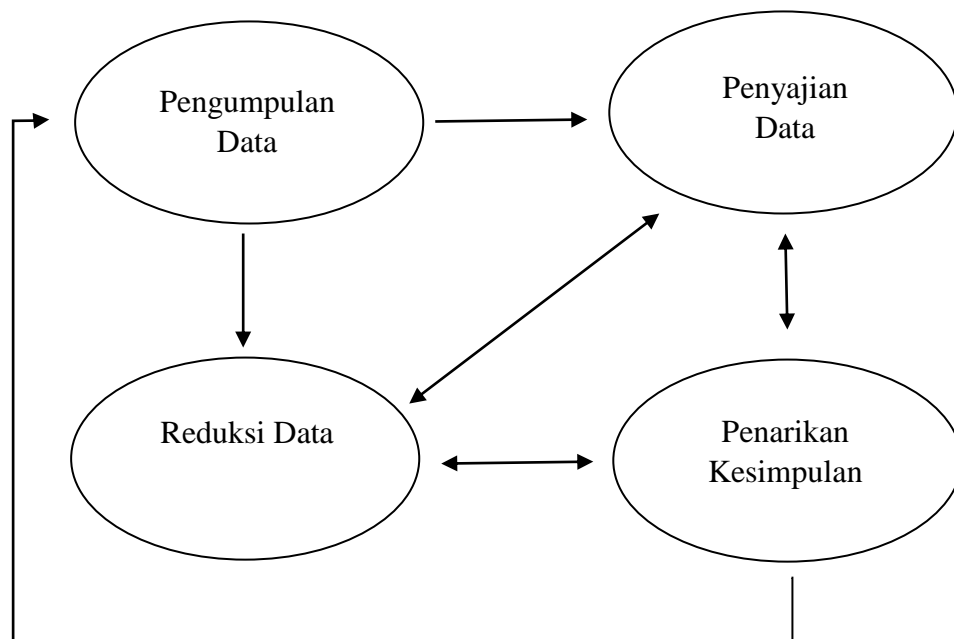 Pengumpulan
Data
Penyajian
Data
Reduksi Data
Penarikan
Kesimpulan